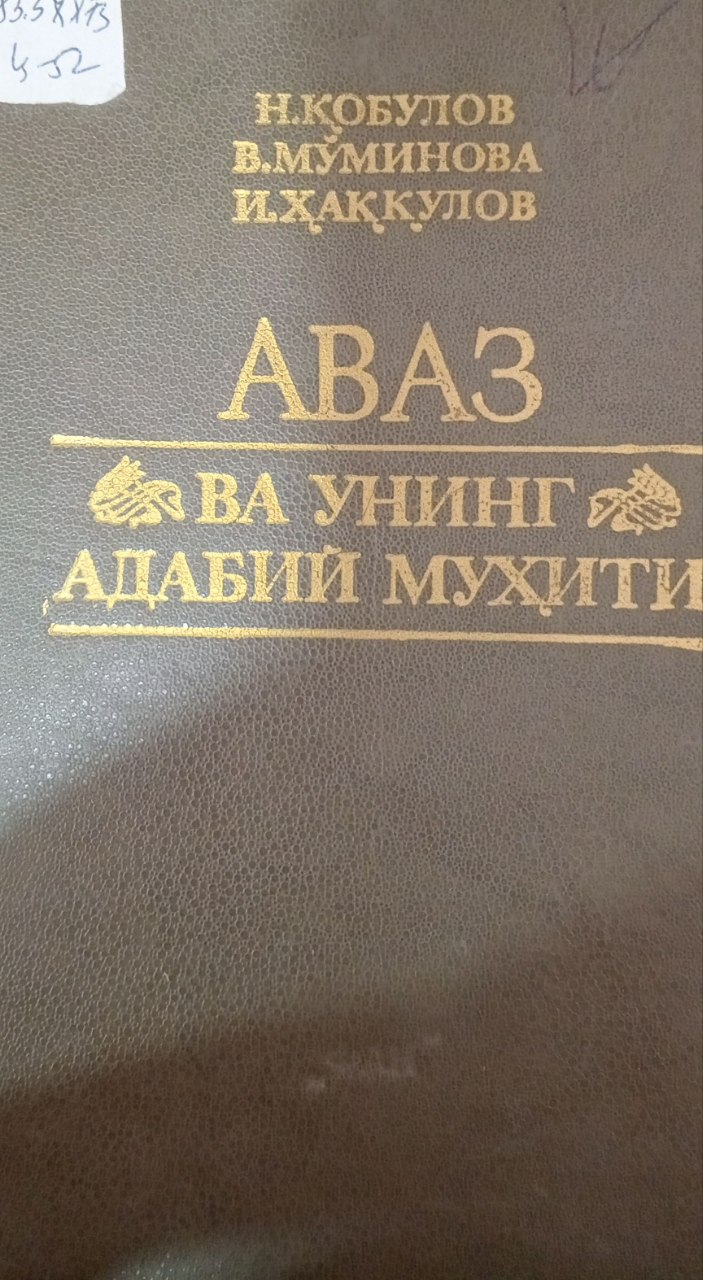 Н.ҚОБУЛОВ
В.МЎМИНОВА
И.ҲАҚҚУЛОВ
АВАЗ
ВА УНИНГ
АДАБИЙ МУҲИТИ